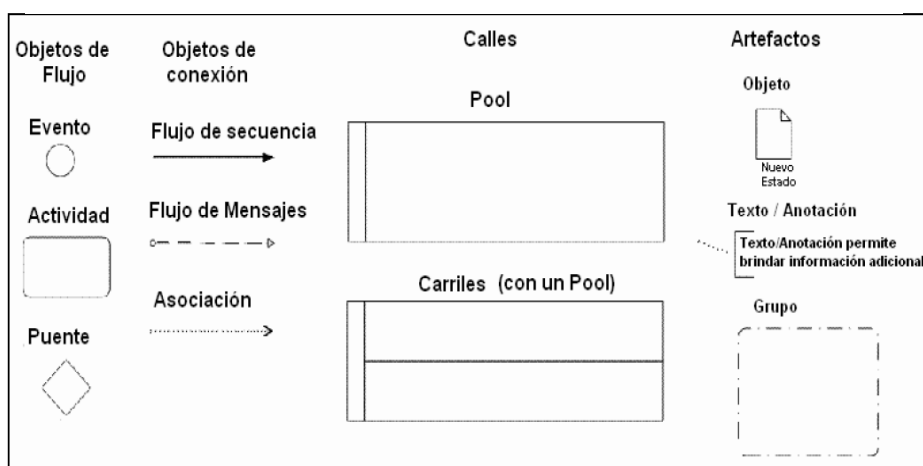 Objetos de
Flujo
Evento
Actividad
Puente
Objetos de
conexión
Flujo de secuencia
Flujo de Mensajes
Asociación
Calles
Pool
Carriles (con un Pool)
Artefactos
Objeto
Nuevo
Estado
Texto / Anotación
Texto/Anotación permite
brindar información adicional
Grupo